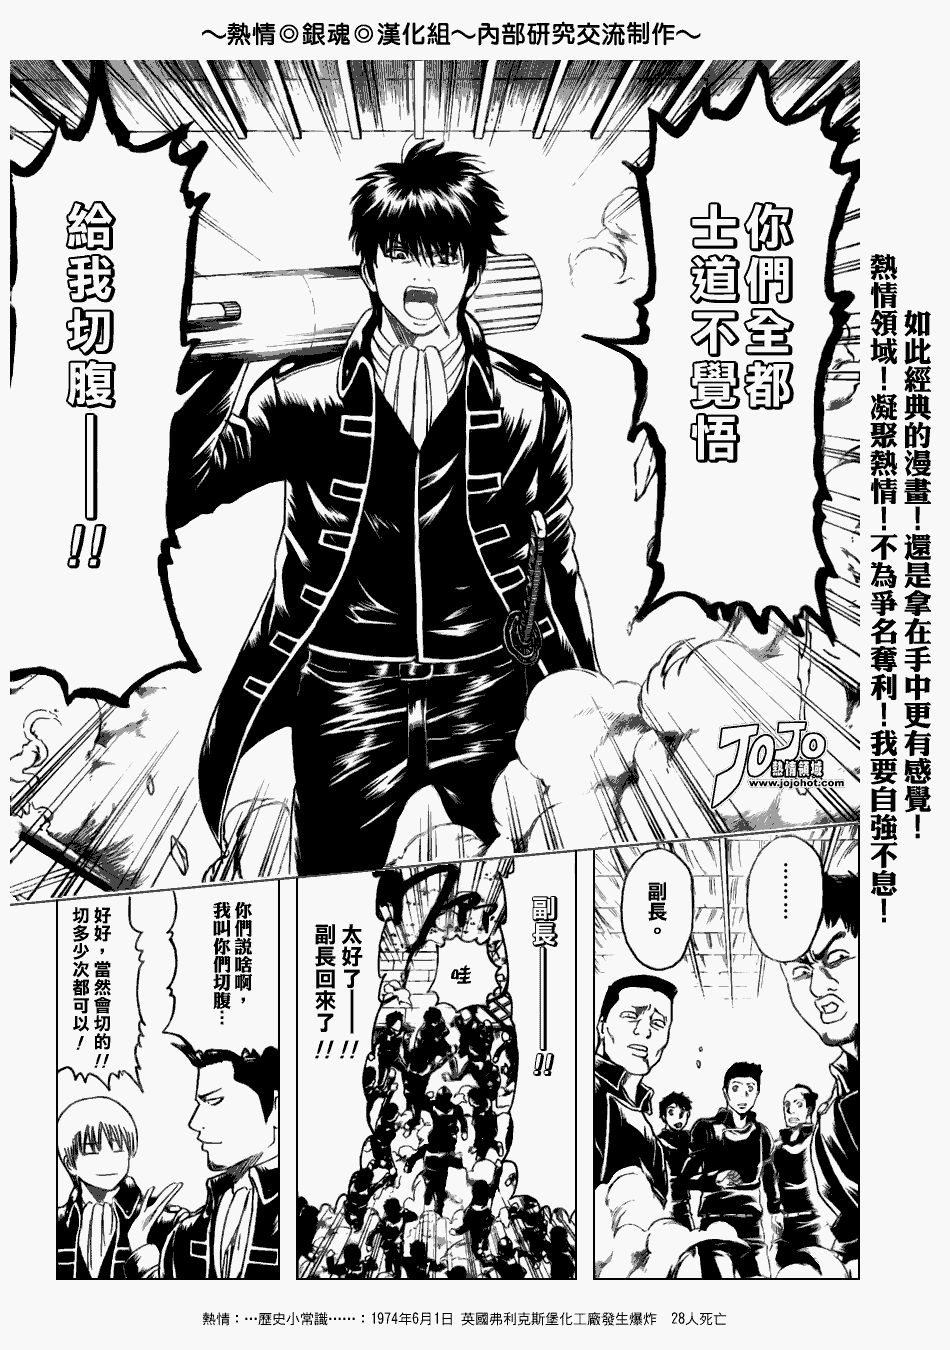 ～熱情◎銀魂◎漢化組～內部研究交流制作～
如此經典的漫畫！還是拿在手中更有感覺！
熱情領域！凝聚熱情！不為爭名奪利！我要自強不息！
你們全都
士道不覺悟
給我切腹——!!
JOJO
熱情領域
www.jojohot.com
………
副長。
副長——!!
哇
太好了——!!
副長回來了!!
你們說啥啊，
我叫你們切腹…
好好，當然會切的!!
切多少次都可以！
熱情：…歷史小常識……：1974年6月1日 英國弗利克斯堡化工廠發生爆炸　28人死亡